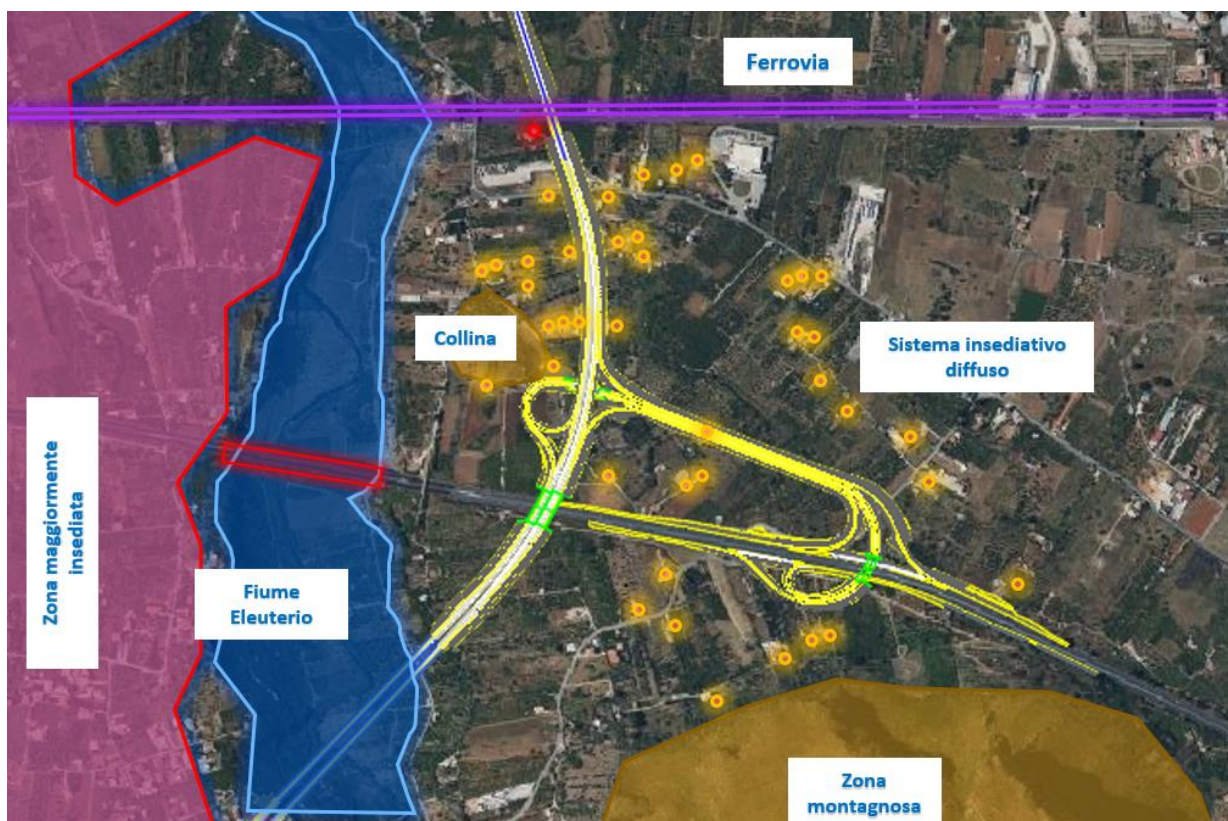 Ferrovia
Collina
Sistema insediativo
diffuso
Zona maggiormente
insediata
Fiume
Eleuterio
Zona
montagnosa